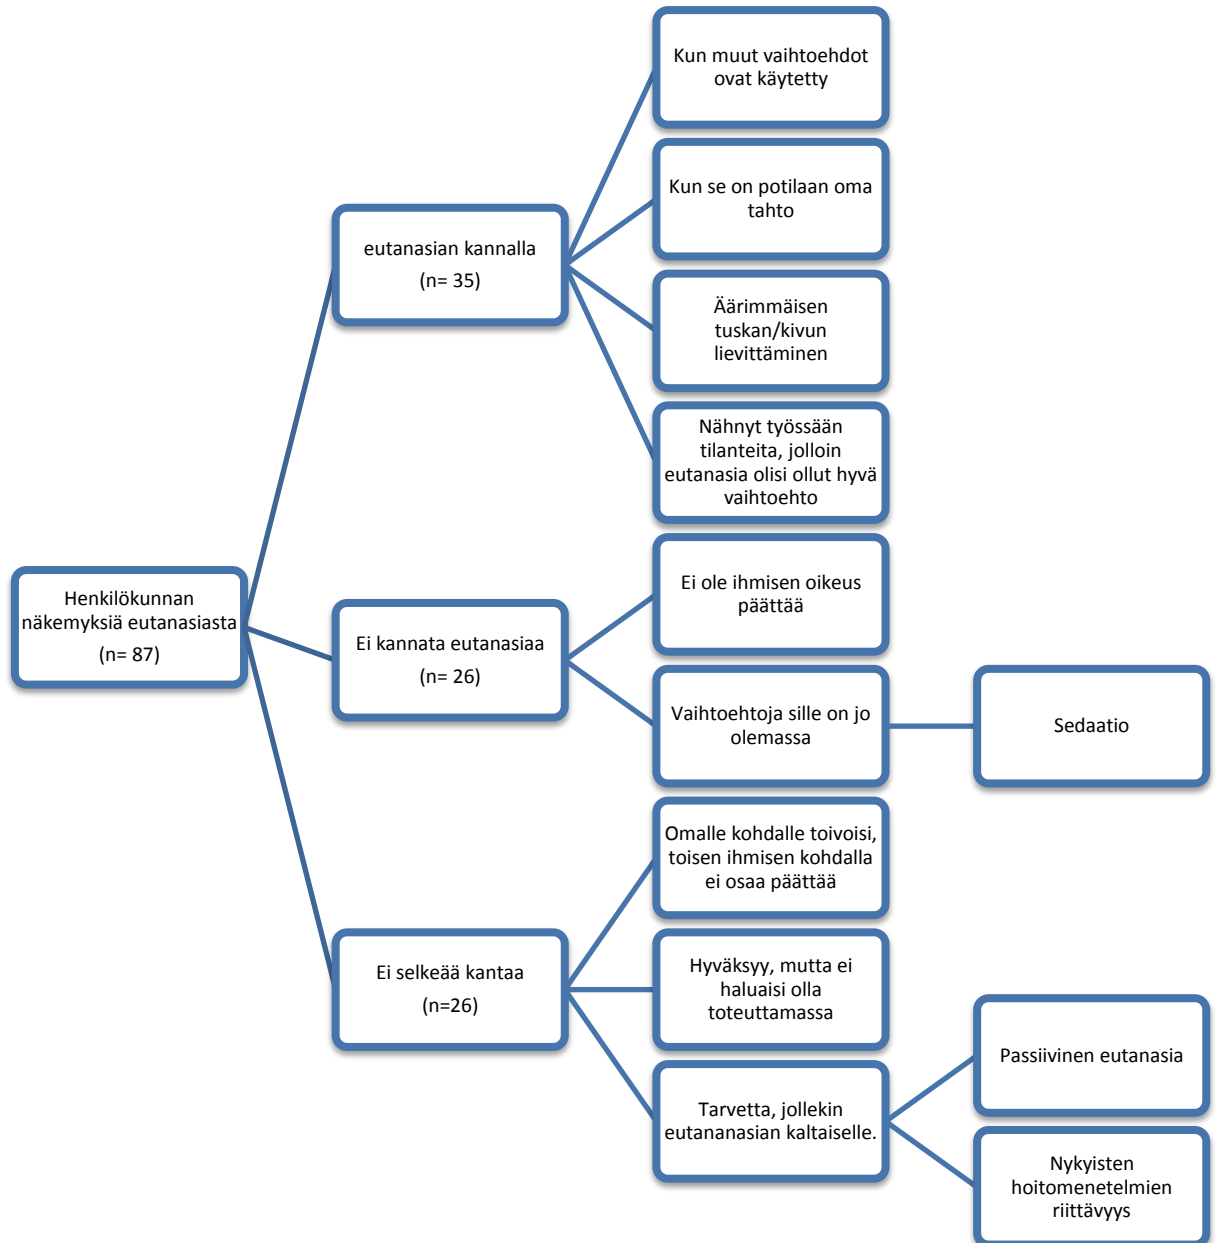 Henkilökunnan
näkemyksiä eutanasiasta
(n= 87)
eutanasian kannalla
(n= 35)
Kun muut vaihtoehdot
ovat käytetty
Kun se on potilaan oma
tahto
Äärimmäisen
tuskan/kivun
lievittäminen
Nähnyt työssään
tilanteita, jolloin
eutanasia olisi ollut hyvä
vaihtoehto
Ei kannata eutanasiaa
(n= 26)
Ei ole ihmisen oikeus
päättää
Vaihtoehtoja sille on jo
olemassa
Sedaatio
Ei selkeää kantaa
(n=26)
Omalle kohdalle toivoisi,
toisen ihmisen kohdalla
ei osaa päättää
Hyväksyy, mutta ei
haluaisi olla
toteuttamassa
Tarvetta, jollekin
eutananasian kaltaiselle.
Passiivinen eutanasia
Nykyisten
hoitomenetelmien
riittävyys